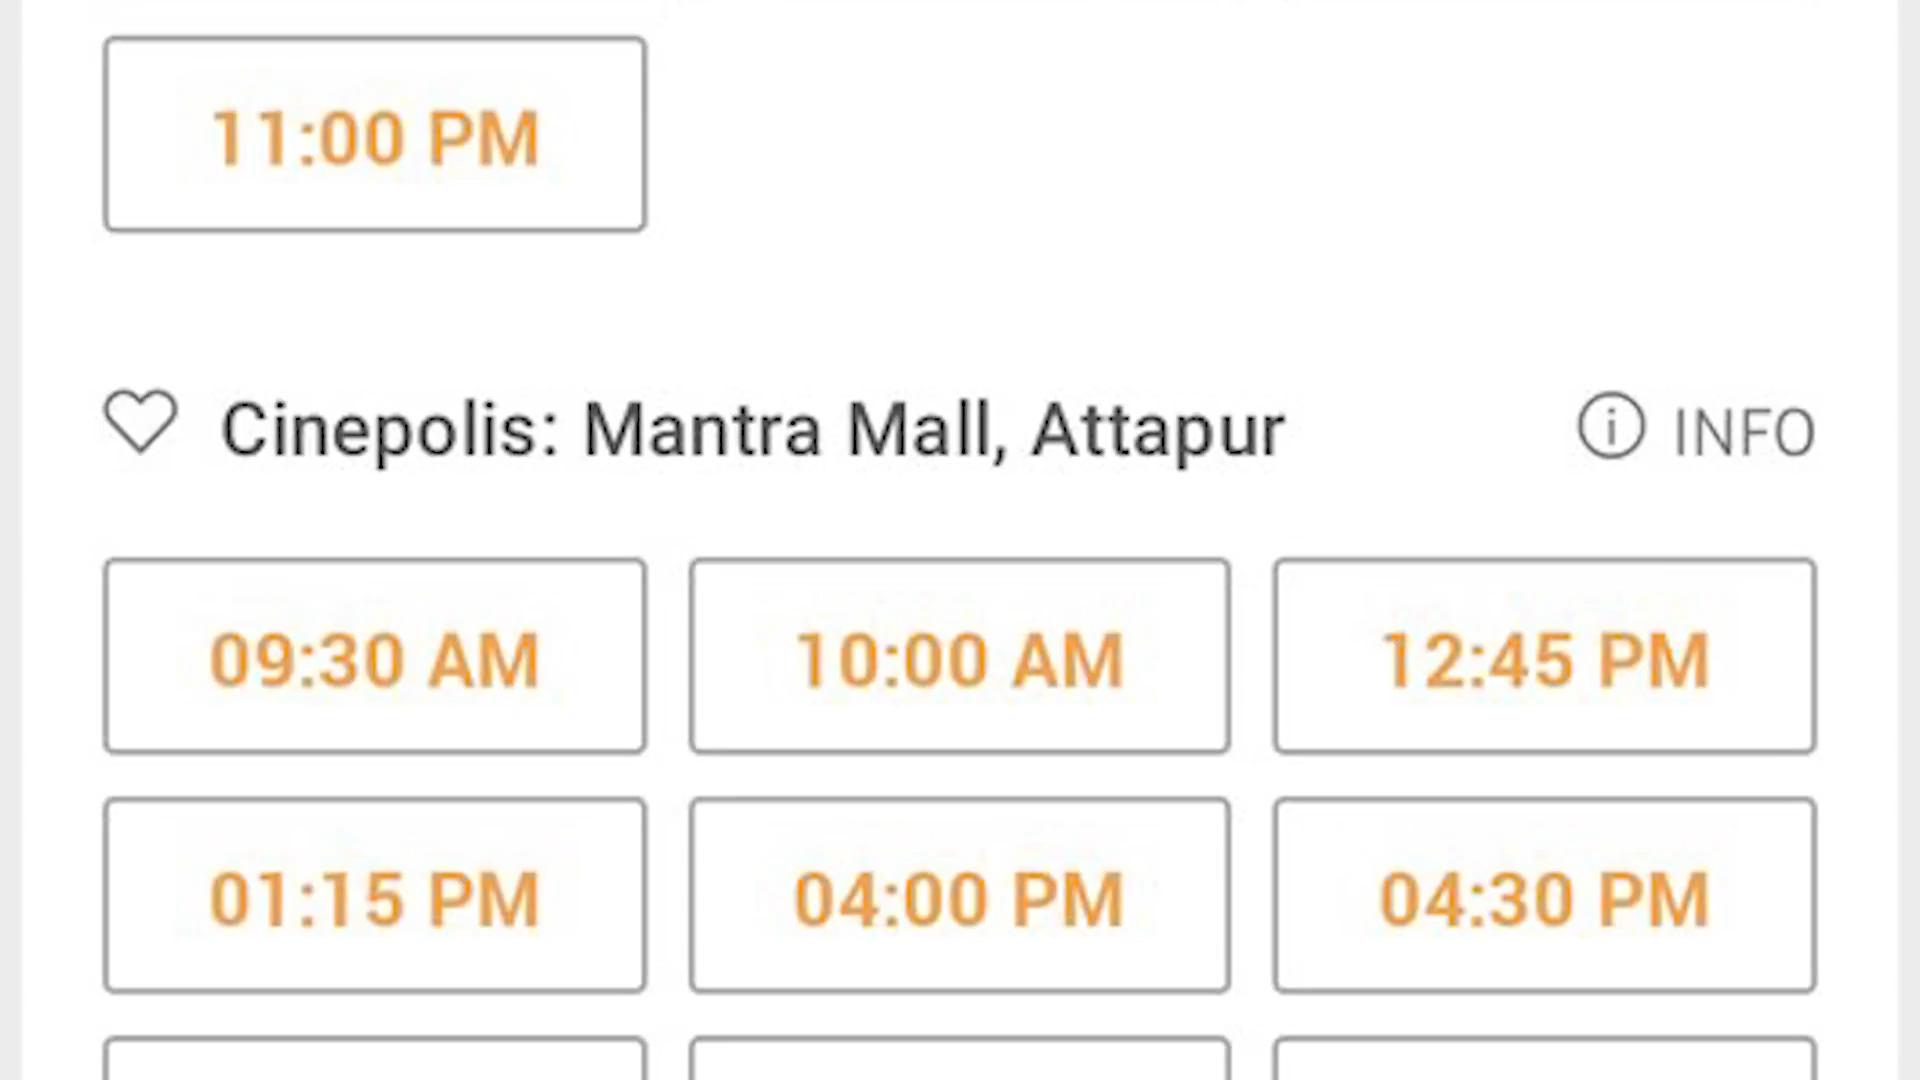 11:00 PM
Cinepolis: Mantra Mall, Attapur INFO
09:30 AM 10:00 AM 12:45 PM
01:15 PM 04:00 PM 04:30 PM